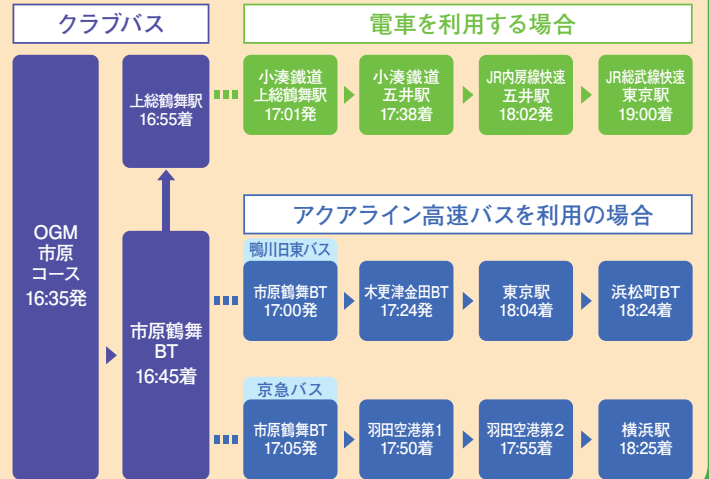 クラブバス
電車を利用する場合
OGM
市原
コース
16:35発
上総鶴舞駅
16:55着
市原鶴舞
BT
16:45着
小湊鐵道
上総鶴舞駅
17:01発
小湊鐵道
五井駅
17:38着
JR内房線快速
五井駅
18:02発
JR総武線快速
東京駅
19:00着
アクアライン高速バスを利用の場合
鴨川日東バス
市原鶴舞BT
17:00発
木更津金田BT
17:24発
東京駅
18:04着
浜松町BT
18:24着
京急バス
市原鶴舞BT
17:05発
羽田空港第1
17:50着
羽田空港第2
17:55着
横浜駅
18:25着